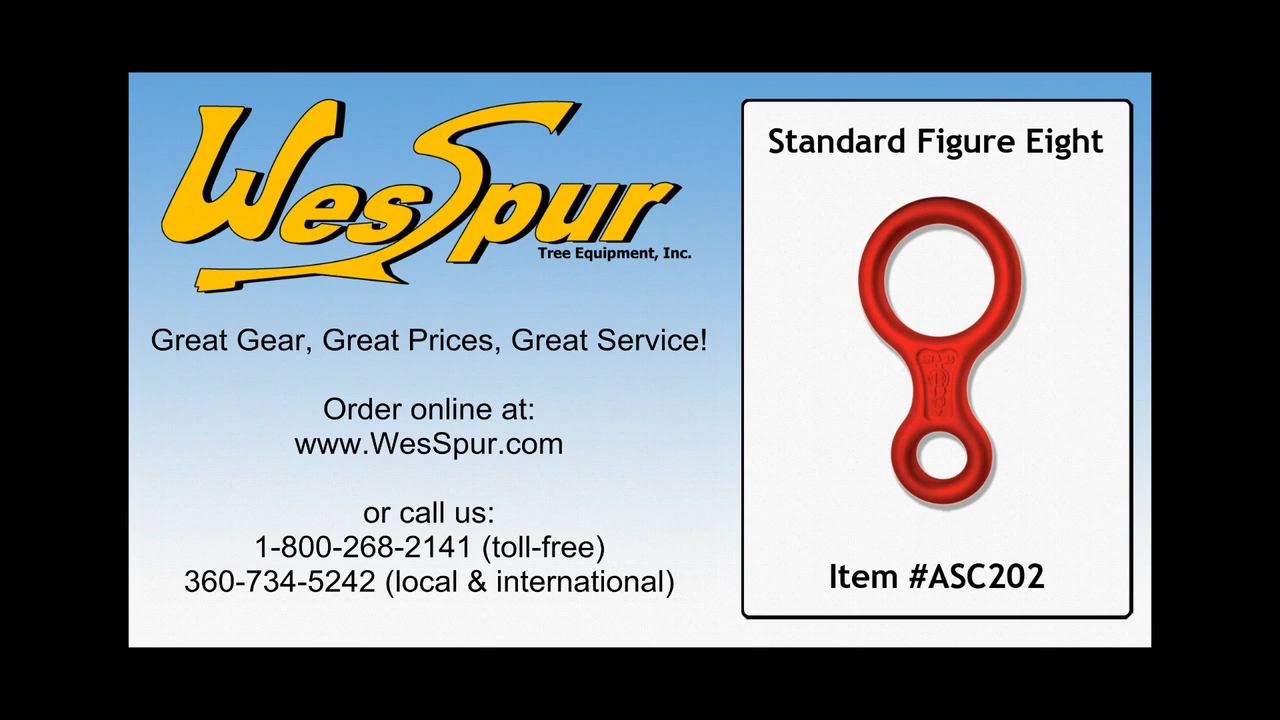 WesSpur
Tree Equipment, Inc.
Great Gear, Great Prices, Great Service!
Order online at:
www.WesSpur.com
or call us:
1-800-268-2141 (toll-free)
360-734-5242 (local & international)
Standard Figure Eight
Item #ASC202